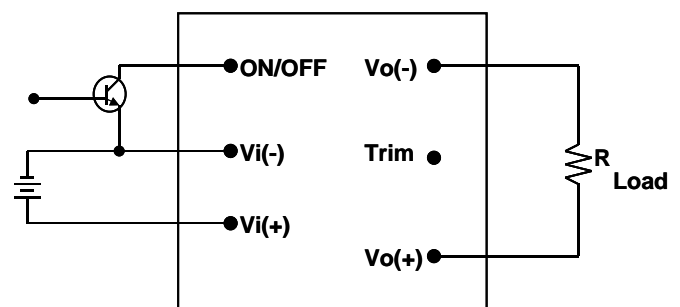 ON/OFF
Vo(-)
Vi(-)
Trim
R
Load
Vi(+)
Vo(+)